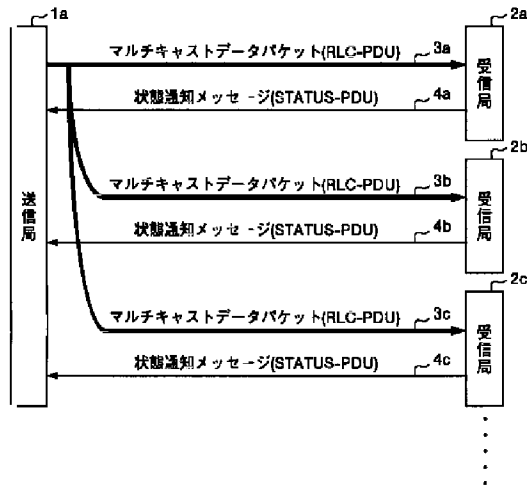 1a
2a
マルチキャストデータパケット(RLC-PDU)
3a
状態通知メッセージ(STATUS-PDU)
4a
受信局
2b
マルチキャストデータパケット(RLC-PDU)
3b
状態通知メッセージ(STATUS-PDU)
4b
受信局
送信局
2c
マルチキャストデータパケット(RLC-PDU)
3c
状態通知メッセージ(STATUS-PDU)
4c
受信局